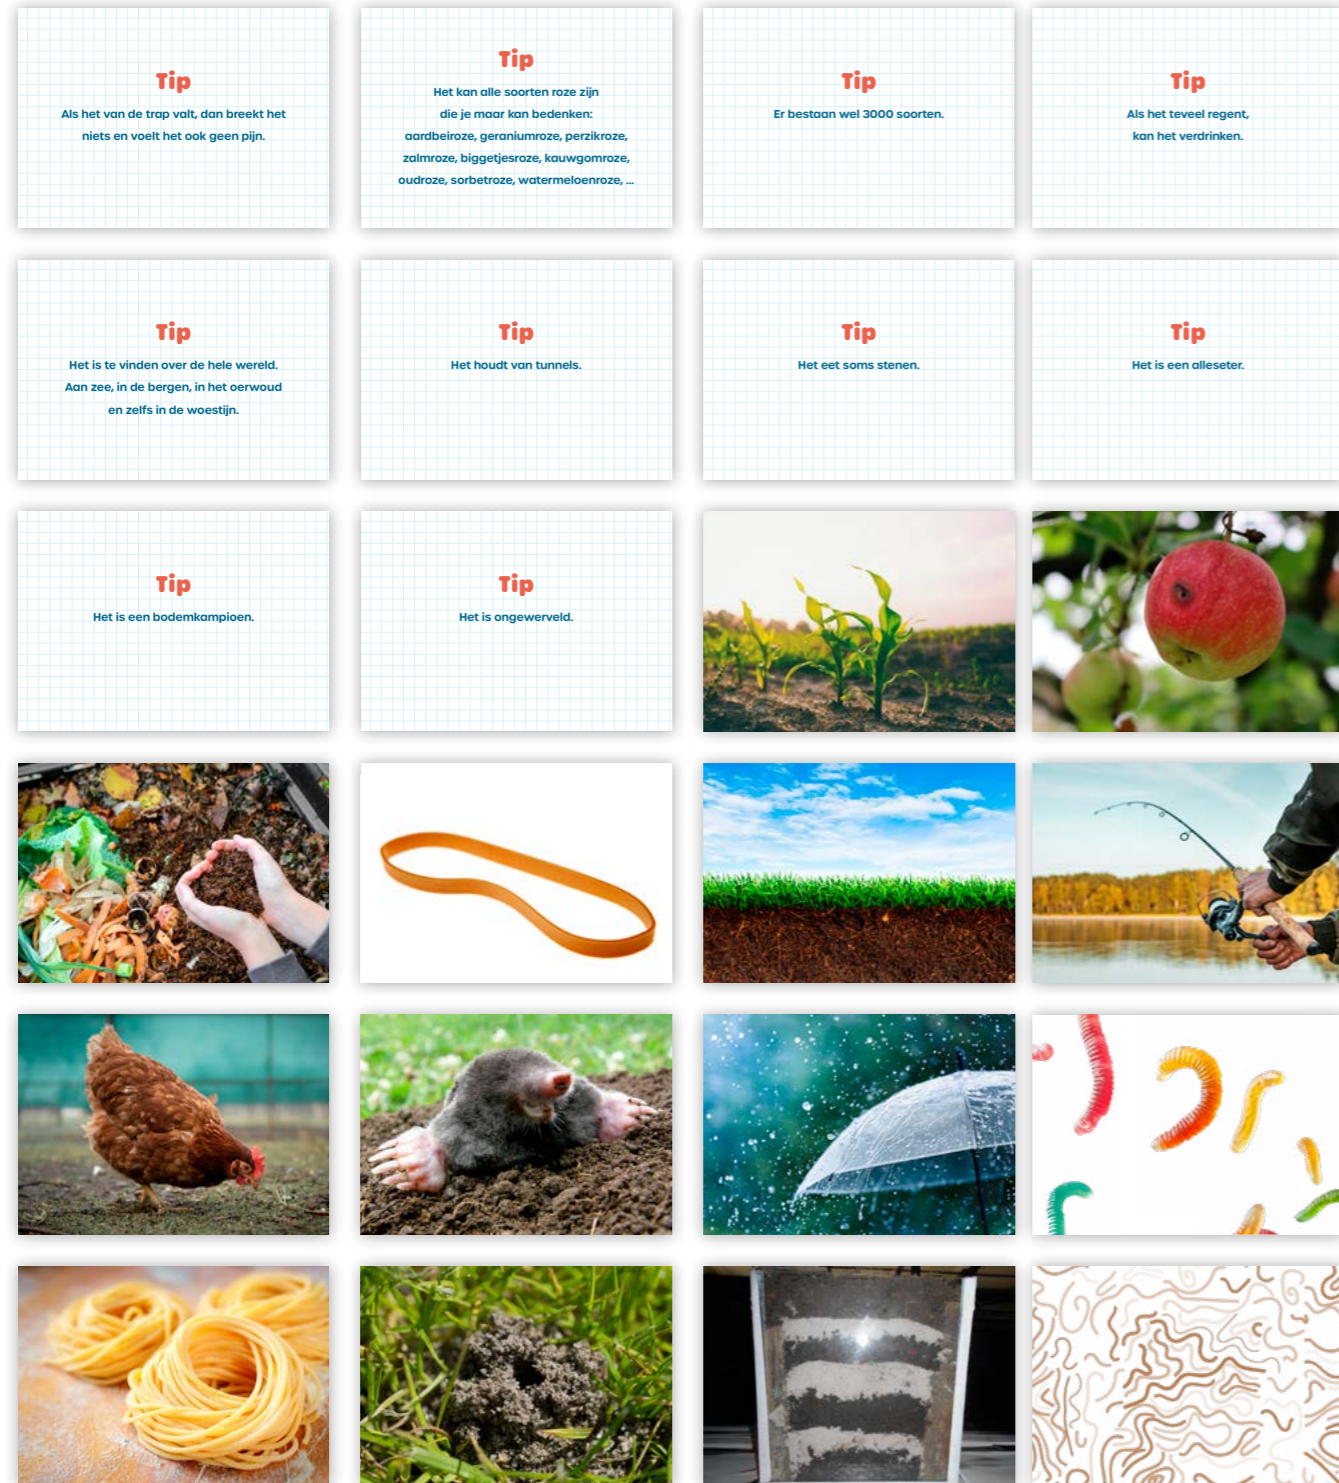 Tip
Als het van de trap valt, dan breekt het
niets en voelt het ook geen pijn.
Tip
Het kan alle soorten roze zijn
die je maar kan bedenken:
aardbeiroze, geraniumroze, perzikroze,
zalmroze, biggetjesroze, kauwgomroze,
oudroze, sorbetroze, watermeloenroze, ...
Tip
Er bestaan wel 3000 soorten.
Tip
Als het teveel regent,
kan het verdrinken.
Tip
Het is te vinden over de hele wereld.
Aan zee, in de bergen, in het oerwoud
en zelfs in de woestijn.
Tip
Het houdt van tunnels.
Tip
Het eet soms stenen.
Tip
Het is een alleseter.
Tip
Het is een bodemkampioen.
Tip
Het is ongewerveld.